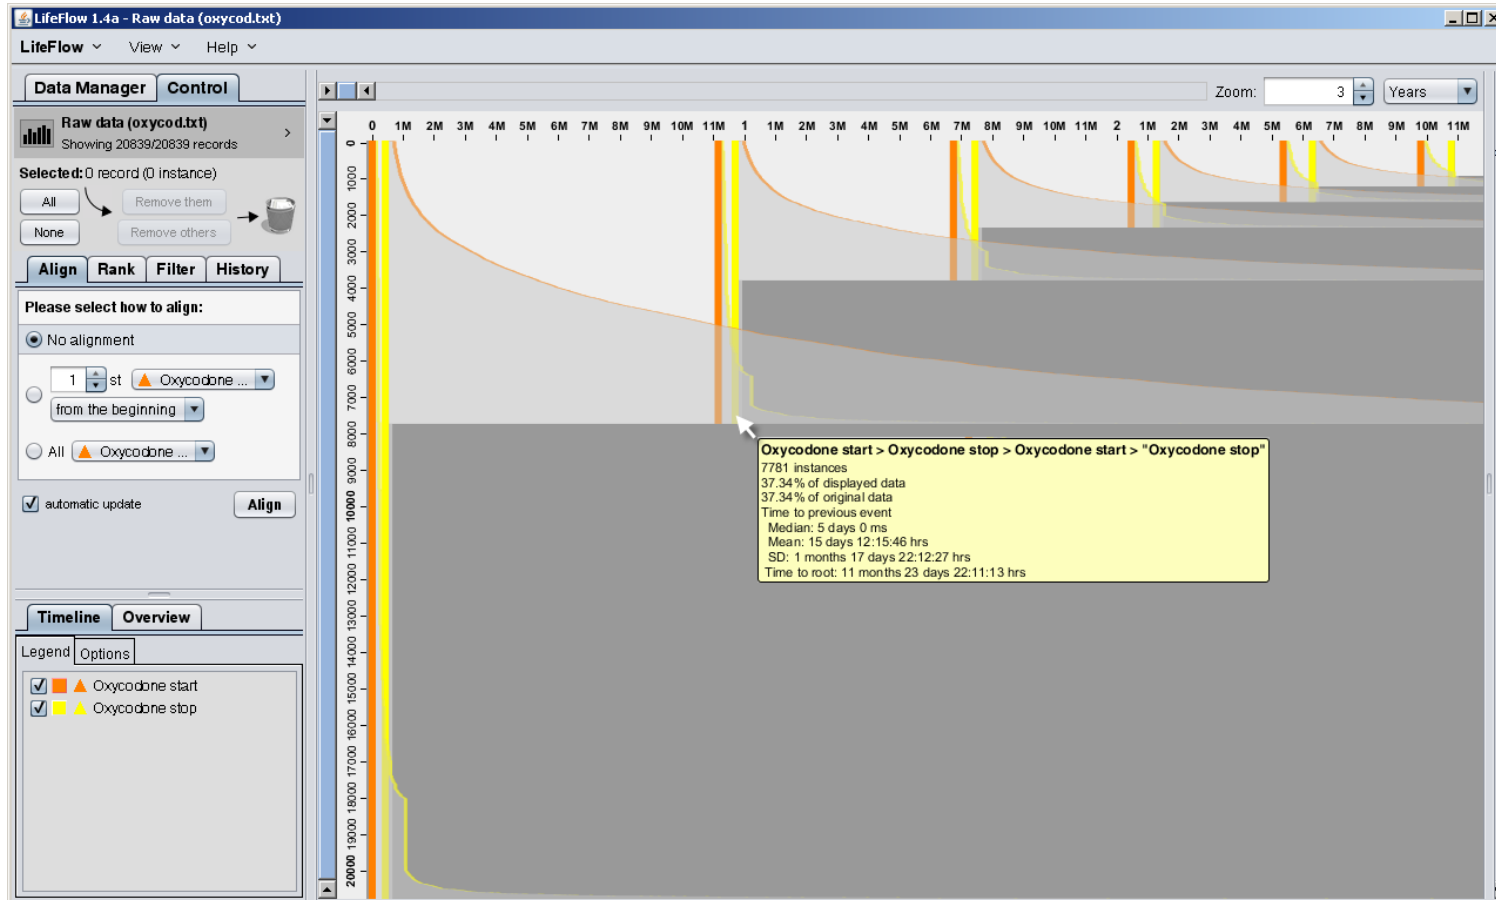 LifeFlow 1.4a - Raw data (oxycod.txt)
LifeFlow View Help
Data Manager Control
Raw data (oxycod.txt)
Showing 20839/20839 records
Selected: 0 record (0 instance)
All Remove them
None Remove others
Align Rank Filter History
Please select how to align:
No alignment
1 st Oxycodone ...
from the beginning
All Oxycodone ...
automatic update Align
Timeline Overview
Legend Options
Oxycodone start
Oxycodone stop
Zoom: 3 Years
0 1M 2M 3M 4M 5M 6M 7M 8M 9M 10M 11M 1 1M 2M 3M 4M 5M 6M 7M 8M 9M 10M 11M 2 1M 2M 3M 4M 5M 6M 7M 8M 9M 10M 11M
0
1000
2000
3000
4000
5000
6000
7000
8000
9000
10000
11000
12000
13000
14000
15000
16000
17000
18000
19000
20000
Oxycodone start > Oxycodone stop > Oxycodone start > "Oxycodone stop"
7781 instances
37.34% of displayed data
37.34% of original data
Time to previous event
Median: 5 days 0 ms
Mean: 15 days 12:15:46 hrs
SD: 1 months 17 days 22:12:27 hrs
Time to root: 11 months 23 days 22:11:13 hrs